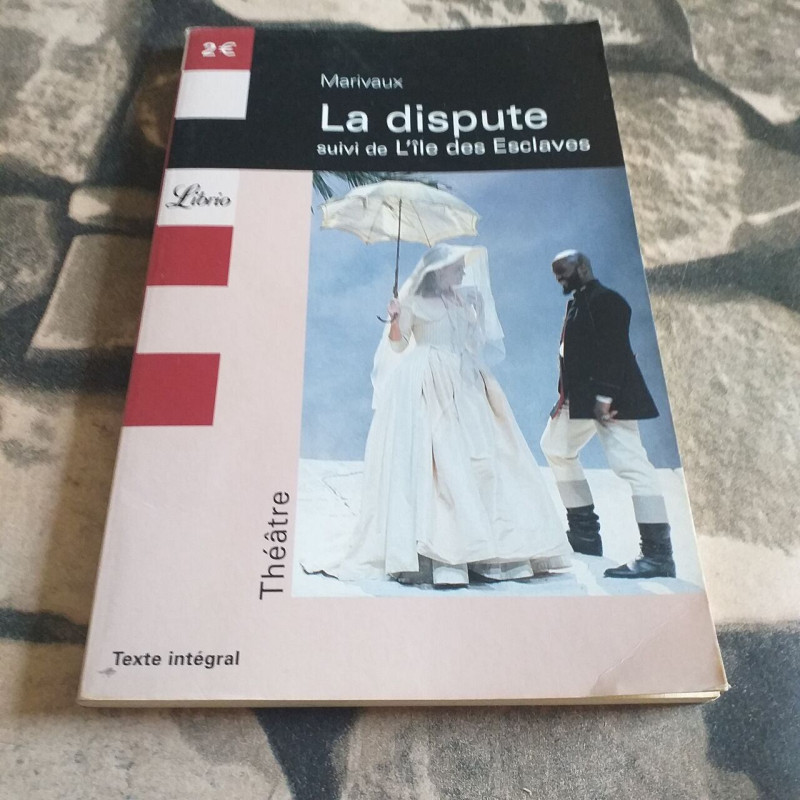 2€
Marivaux
La dispute
suivi de L'île des Esclaves
Librio
Théâtre
Texte intégral